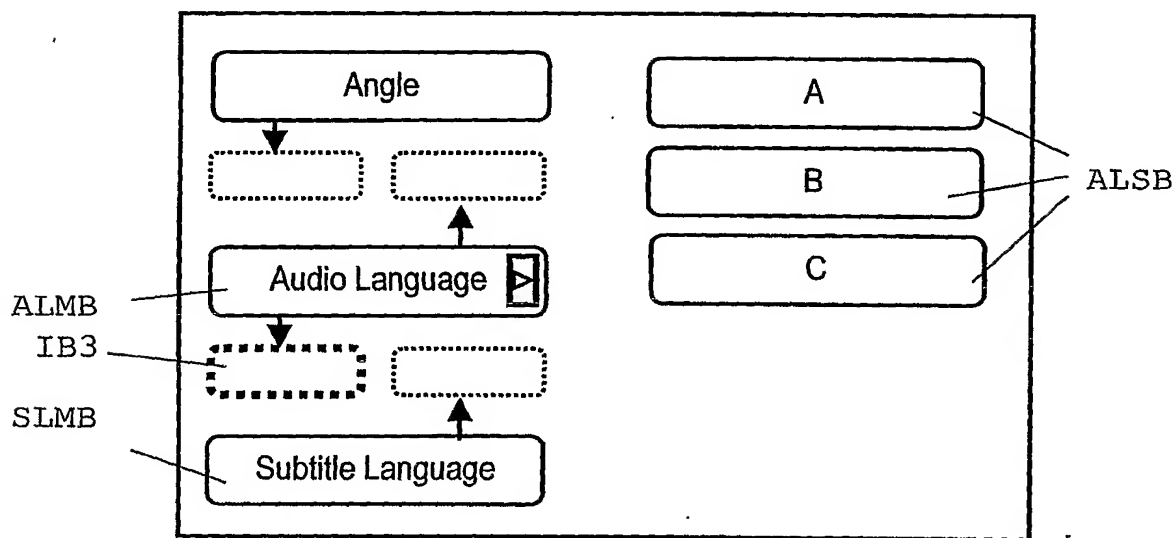 Angle
A
B
ALSB
Audio Language
C
ALMB
IB3
SLMB
Subtitle Language